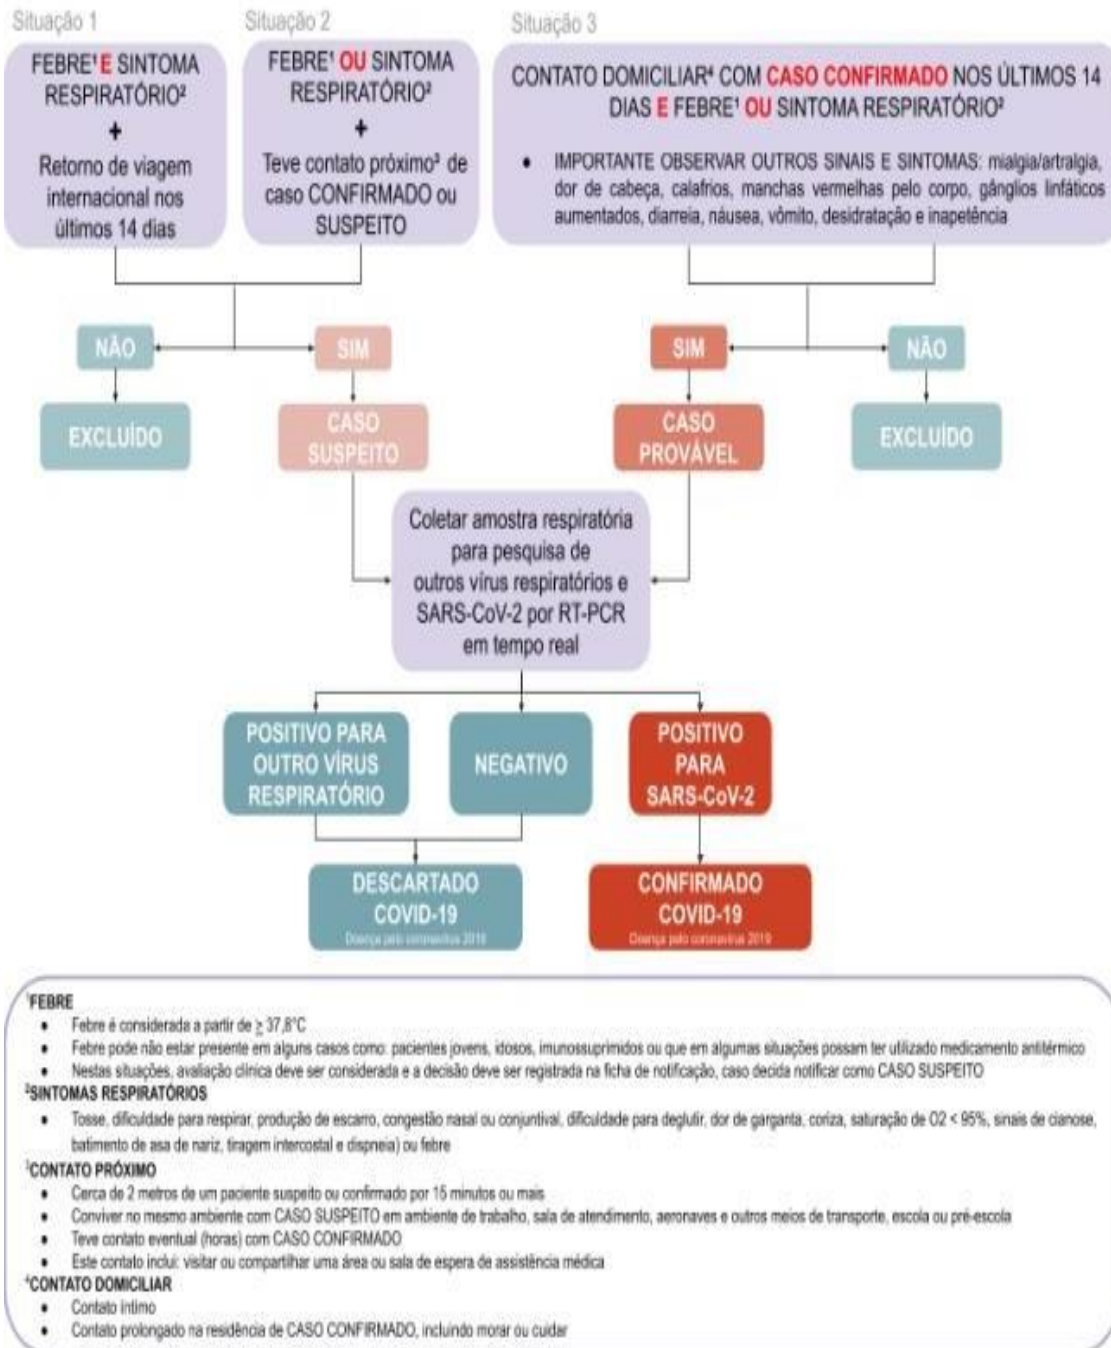 Situação 1
FEBRE¹ E SINTOMA
RESPIRATÓRIO²
+
Retorno de viagem
internacional nos
últimos 14 dias
Situação 2
FEBRE¹ OU SINTOMA
RESPIRATÓRIO²
+
Teve contato próximo³ de
caso CONFIRMADO ou
SUSPEITO
Situação 3
CONTATO DOMICILIAR⁴ COM CASO CONFIRMADO NOS ÚLTIMOS 14
DIAS E FEBRE¹ OU SINTOMA RESPIRATÓRIO²
• IMPORTANTE OBSERVAR OUTROS SINAIS E SINTOMAS: mialgia/artralgia,
dor de cabeça, calafrios, manchas vermelhas pelo corpo, gânglios linfáticos
aumentados, diarreia, náusea, vômito, desidratação e inapetência
NÃO
SIM
SIM
NÃO
EXCLUÍDO
CASO
SUSPEITO
CASO
PROVÁVEL
EXCLUÍDO
Coletar amostra respiratória
para pesquisa de
outros vírus respiratórios e
SARS-CoV-2 por RT-PCR
em tempo real
POSITIVO PARA
OUTRO VÍRUS
RESPIRATÓRIO
NEGATIVO
POSITIVO
PARA
SARS-CoV-2
DESCARTADO
COVID-19
Doença pelo coronavírus 2019
CONFIRMADO
COVID-19
Doença pelo coronavírus 2019
¹FEBRE
• Febre é considerada a partir de ≥ 37,8°C
• Febre pode não estar presente em alguns casos como: pacientes jovens, idosos, imunossuprimidos ou que em algumas situações possam ter utilizado medicamento antitérmico
• Nestas situações, avaliação clínica deve ser considerada e a decisão deve ser registrada na ficha de notificação, caso decida notificar como CASO SUSPEITO
²SINTOMAS RESPIRATÓRIOS
• Tosse, dificuldade para respirar, produção de escarro, congestão nasal ou conjuntival, dificuldade para deglutir, dor de garganta, coriza, saturação de O2 < 95%, sinais de cianose,
batimento de asa de nariz, tiragem intercostal e dispneia) ou febre
³CONTATO PRÓXIMO
• Cerca de 2 metros de um paciente suspeito ou confirmado por 15 minutos ou mais
• Conviver no mesmo ambiente com CASO SUSPEITO em ambiente de trabalho, sala de atendimento, aeronaves e outros meios de transporte, escola ou pré-escola
• Teve contato eventual (horas) com CASO CONFIRMADO
• Este contato inclui: visitar ou compartilhar uma área ou sala de espera de assistência médica
⁴CONTATO DOMICILIAR
• Contato íntimo
• Contato prolongado na residência de CASO CONFIRMADO, incluindo morar ou cuidar